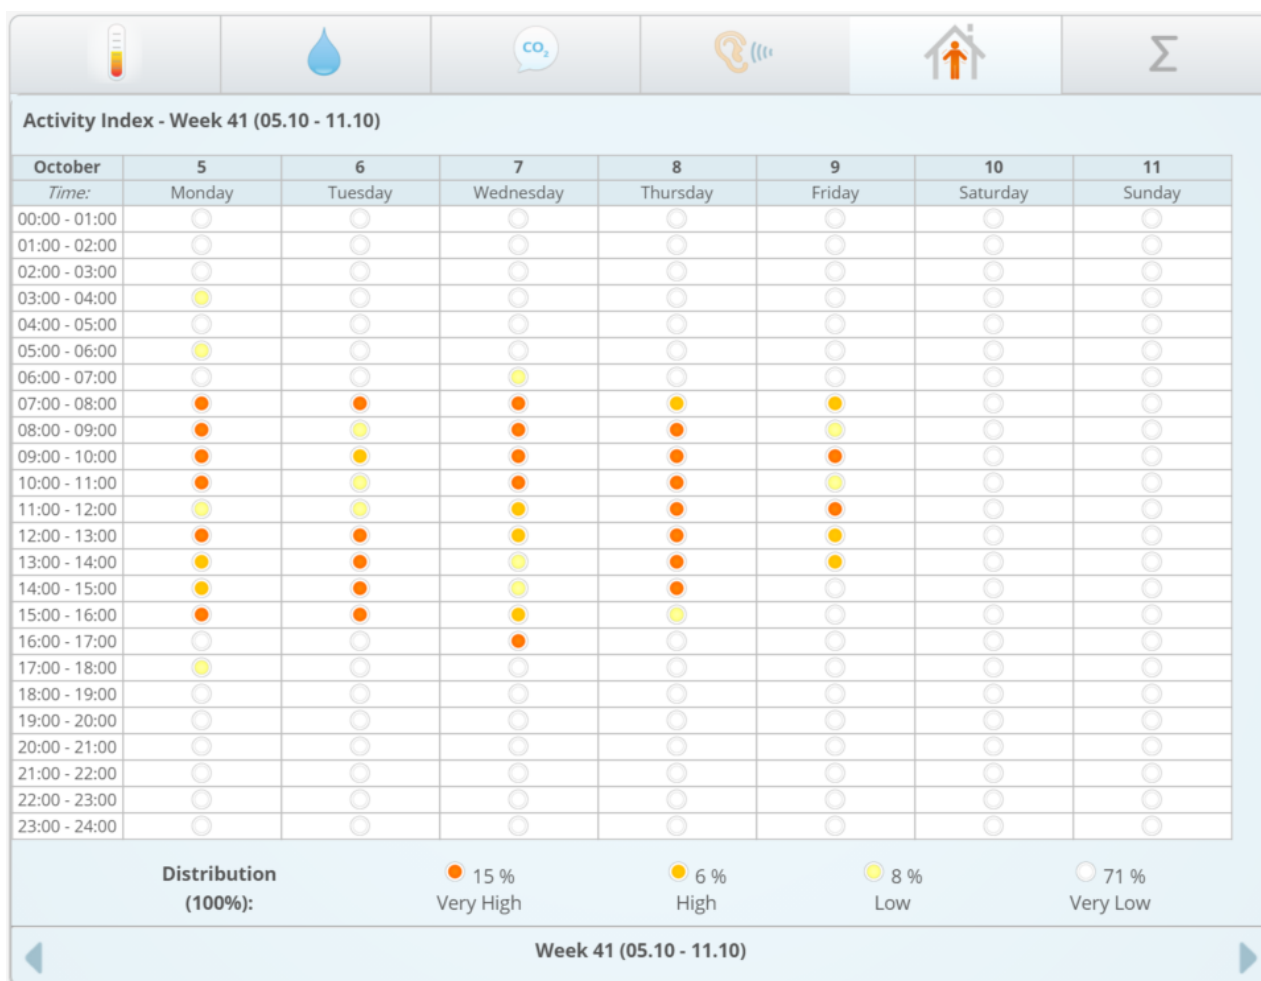 CO2
Σ
Activity Index - Week 41 (05.10 - 11.10)
October 5 6 7 8 9 10 11
Time: Monday Tuesday Wednesday Thursday Friday Saturday Sunday
00:00 - 01:00
01:00 - 02:00
02:00 - 03:00
03:00 - 04:00
04:00 - 05:00
05:00 - 06:00
06:00 - 07:00
07:00 - 08:00
08:00 - 09:00
09:00 - 10:00
10:00 - 11:00
11:00 - 12:00
12:00 - 13:00
13:00 - 14:00
14:00 - 15:00
15:00 - 16:00
16:00 - 17:00
17:00 - 18:00
18:00 - 19:00
19:00 - 20:00
20:00 - 21:00
21:00 - 22:00
22:00 - 23:00
23:00 - 24:00
Distribution 15 % 6 % 8 % 71 %
(100%): Very High High Low Very Low
Week 41 (05.10 - 11.10)